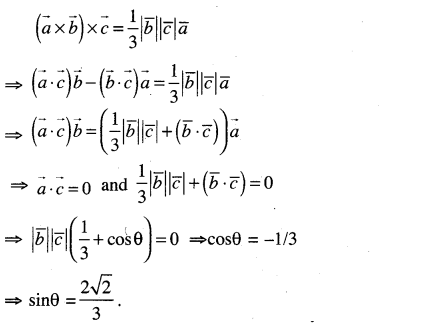 (a⃗ × b⃗) × c⃗ = 1/3 |b̅||c̅| a⃗
⇒ (a⃗·c⃗)b⃗ − (b⃗·c⃗)a⃗ = 1/3 |b̅||c̅| a⃗
⇒ (a⃗·c⃗)b⃗ = (1/3 |b̅||c̅| + (b̅·c̅)) a⃗
⇒ a⃗·c⃗ = 0 and 1/3 |b̅||c̅| + (b̅·c̅) = 0
⇒ |b̅||c̅| (1/3 + cosθ) = 0 ⇒ cosθ = −1/3
⇒ sinθ = 2√2/3 .